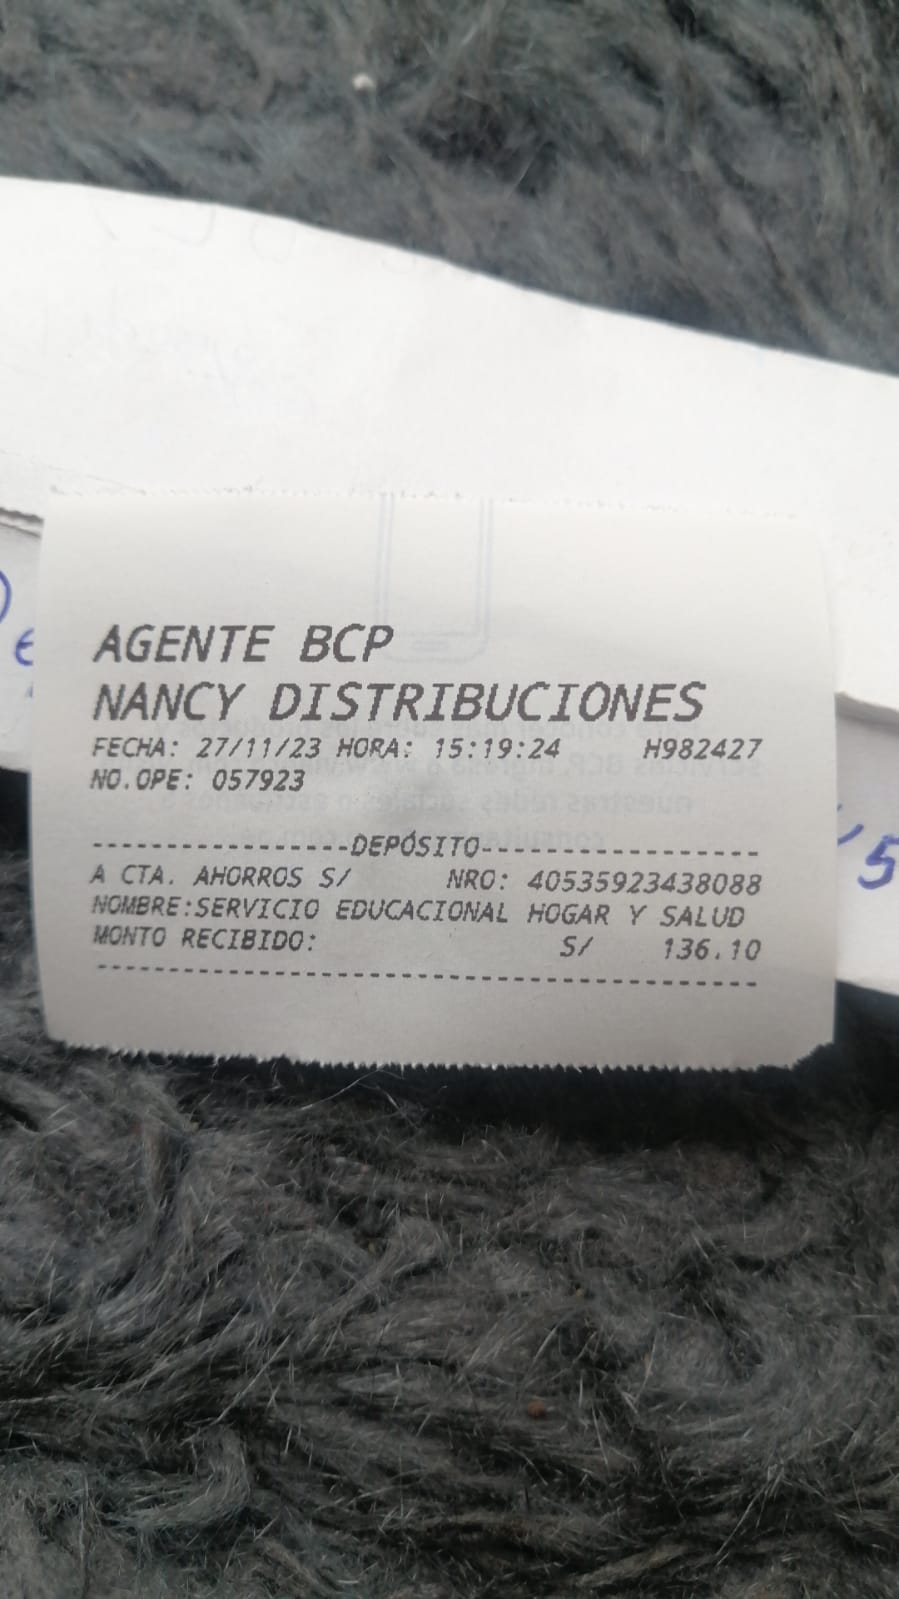 AGENTE BCP
NANCY DISTRIBUCIONES
FECHA: 27/11/23 HORA: 15:19:24 H982427
NO.OPE: 057923
------------------DEPÓSITO-------------------
A CTA. AHORROS S/ NRO: 40535923438088
NOMBRE:SERVICIO EDUCACIONAL HOGAR Y SALUD
MONTO RECIBIDO: S/ 136.10
5